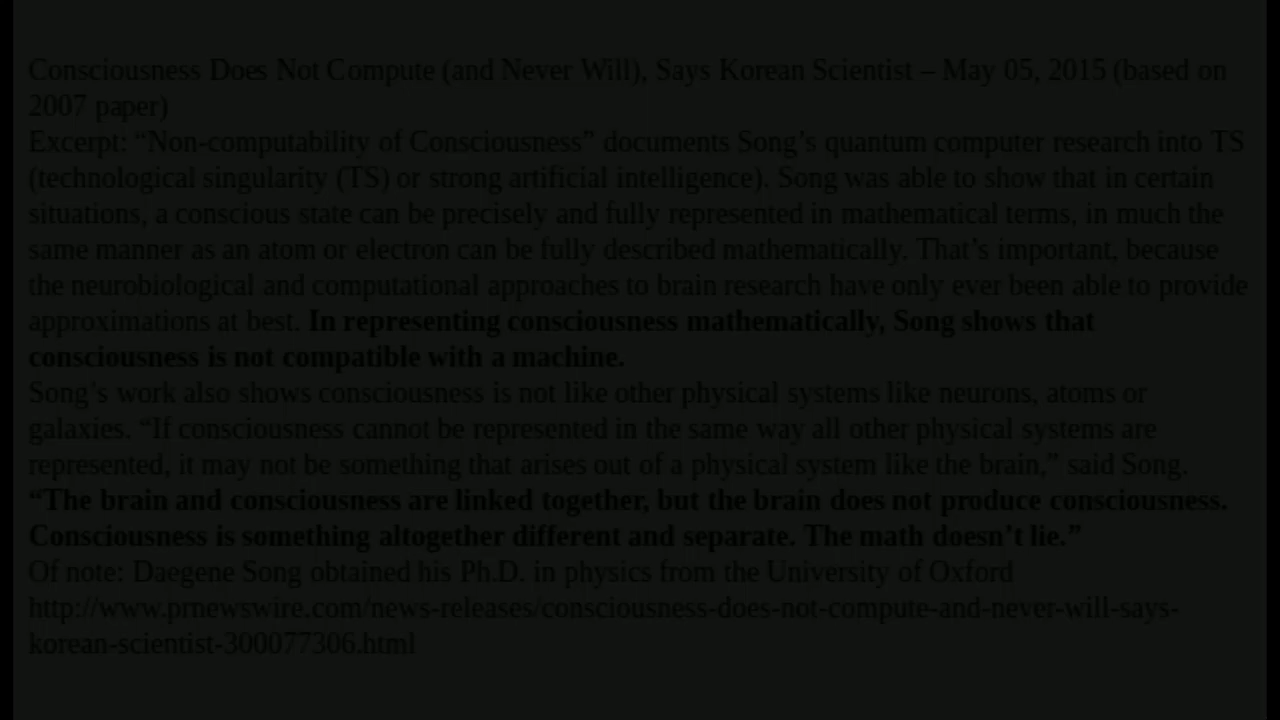 Consciousness Does Not Compute (and Never Will), Says Korean Scientist – May 05, 2015 (based on
2007 paper)
Excerpt: “Non-computability of Consciousness” documents Song’s quantum computer research into TS
(technological singularity (TS) or strong artificial intelligence). Song was able to show that in certain
situations, a conscious state can be precisely and fully represented in mathematical terms, in much the
same manner as an atom or electron can be fully described mathematically. That’s important, because
the neurobiological and computational approaches to brain research have only ever been able to provide
approximations at best. In representing consciousness mathematically, Song shows that
consciousness is not compatible with a machine.
Song’s work also shows consciousness is not like other physical systems like neurons, atoms or
galaxies. “If consciousness cannot be represented in the same way all other physical systems are
represented, it may not be something that arises out of a physical system like the brain,” said Song.
“The brain and consciousness are linked together, but the brain does not produce consciousness.
Consciousness is something altogether different and separate. The math doesn’t lie.”
Of note: Daegene Song obtained his Ph.D. in physics from the University of Oxford
http://www.prnewswire.com/news-releases/consciousness-does-not-compute-and-never-will-says-
korean-scientist-300077306.html